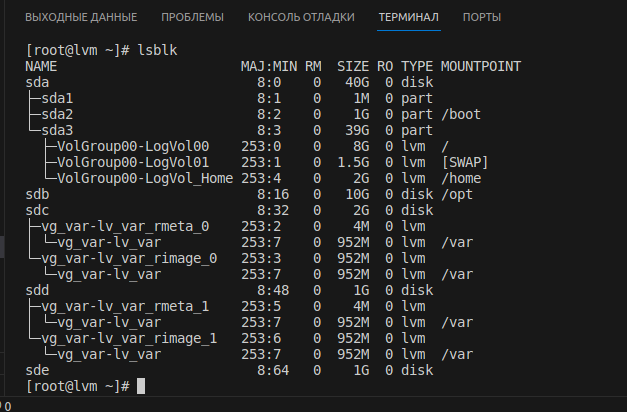 ВЫХОДНЫЕ ДАННЫЕ ПРОБЛЕМЫ КОНСОЛЬ ОТЛАДКИ ТЕРМИНАЛ ПОРТЫ
[root@lvm ~]# lsblk
NAME                       MAJ:MIN RM  SIZE RO TYPE MOUNTPOINT
sda                          8:0    0   40G  0 disk
├─sda1                       8:1    0    1M  0 part
├─sda2                       8:2    0    1G  0 part /boot
└─sda3                       8:3    0   39G  0 part
  ├─VolGroup00-LogVol00    253:0    0    8G  0 lvm  /
  ├─VolGroup00-LogVol01    253:1    0  1.5G  0 lvm  [SWAP]
  └─VolGroup00-LogVol_Home 253:4    0    2G  0 lvm  /home
sdb                          8:16   0   10G  0 disk /opt
sdc                          8:32   0    2G  0 disk
├─vg_var-lv_var_rmeta_0    253:2    0    4M  0 lvm
│ └─vg_var-lv_var          253:7    0  952M  0 lvm  /var
└─vg_var-lv_var_rimage_0   253:3    0  952M  0 lvm
  └─vg_var-lv_var          253:7    0  952M  0 lvm  /var
sdd                          8:48   0    1G  0 disk
├─vg_var-lv_var_rmeta_1    253:5    0    4M  0 lvm
│ └─vg_var-lv_var          253:7    0  952M  0 lvm  /var
└─vg_var-lv_var_rimage_1   253:6    0  952M  0 lvm
  └─vg_var-lv_var          253:7    0  952M  0 lvm  /var
sde                          8:64   0    1G  0 disk
[root@lvm ~]#
0